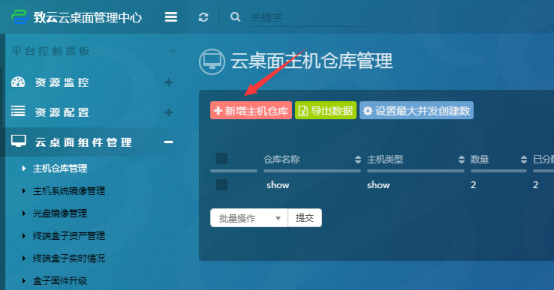 致云云桌面管理中心
关键字
平台控制面板
云桌面主机仓库管理
资源监控
资源配置
+ 新增主机仓库 导出数据 设置最大并发创建数
云桌面组件管理
仓库名称 主机类型 数量 已分配
主机仓库管理
show show 2 2
主机系统镜像管理
光盘镜像管理
批量操作 提交
终端盒子资产管理
终端盒子实时情况
盒子固件升级